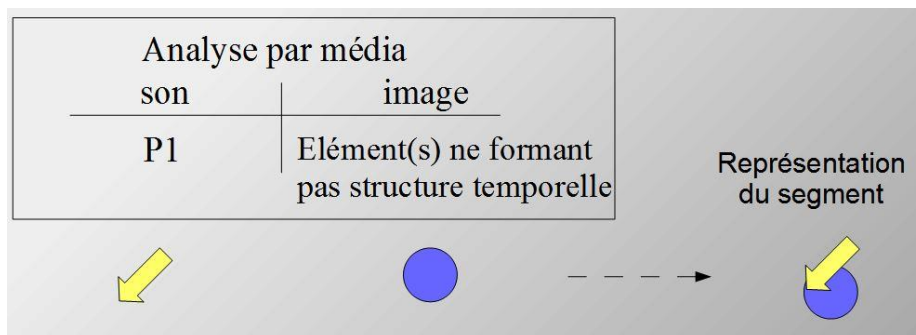 Analyse par média
son image
P1 Elément(s) ne formant
pas structure temporelle
Représentation
du segment